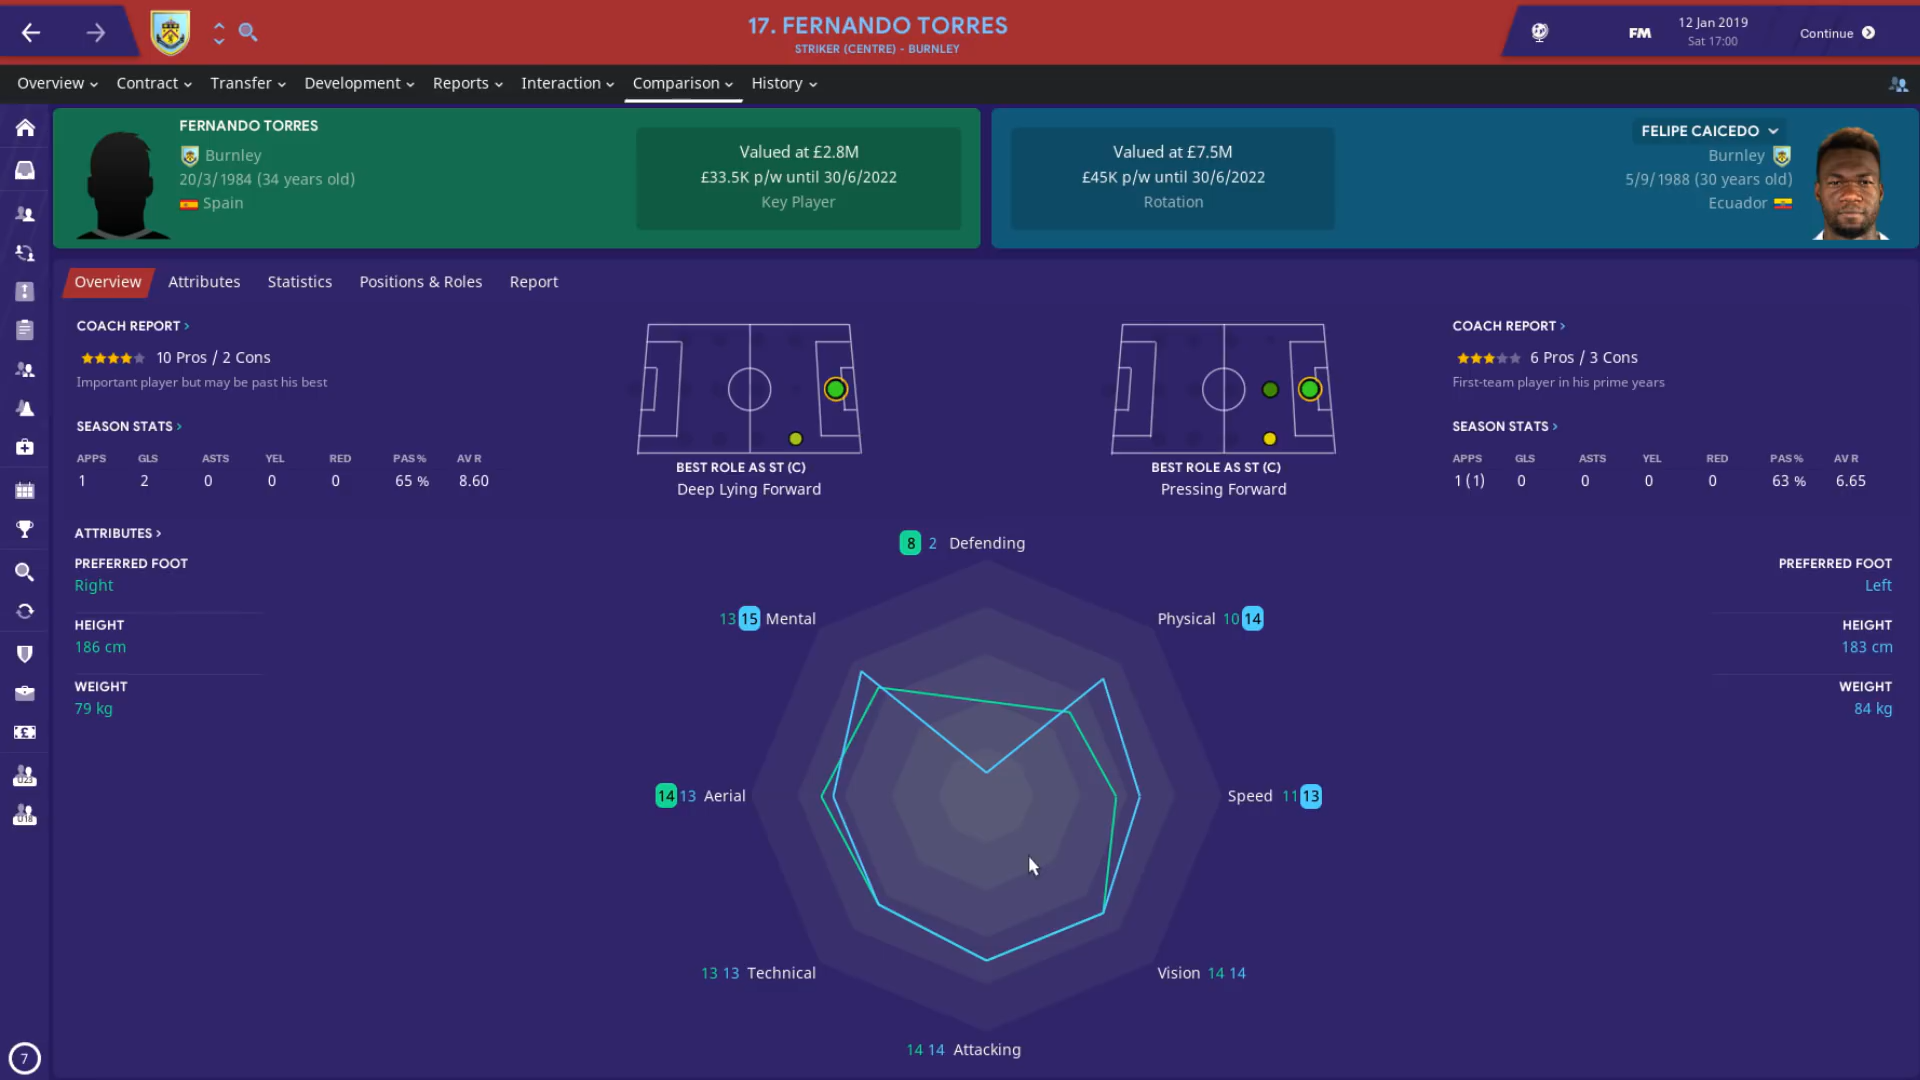 17. FERNANDO TORRES
STRIKER (CENTRE) - BURNLEY
FM
12 Jan 2019
Sat 17:00
Continue
Overview Contract Transfer Development Reports Interaction Comparison History
FERNANDO TORRES
Burnley
20/3/1984 (34 years old)
Spain
Valued at £2.8M
£33.5K p/w until 30/6/2022
Key Player
Valued at £7.5M
£45K p/w until 30/6/2022
Rotation
FELIPE CAICEDO
Burnley
5/9/1988 (30 years old)
Ecuador
Overview Attributes Statistics Positions & Roles Report
COACH REPORT >
10 Pros / 2 Cons
Important player but may be past his best
SEASON STATS >
APPS GLS ASTS YEL RED PAS % AV R
1 2 0 0 0 65 % 8.60
BEST ROLE AS ST (C)
Deep Lying Forward
BEST ROLE AS ST (C)
Pressing Forward
COACH REPORT >
6 Pros / 3 Cons
First-team player in his prime years
SEASON STATS >
APPS GLS ASTS YEL RED PAS % AV R
1 (1) 0 0 0 0 63 % 6.65
ATTRIBUTES >
PREFERRED FOOT
Right
HEIGHT
186 cm
WEIGHT
79 kg
8 2 Defending
13 15 Mental
Physical 10 14
14 13 Aerial
Speed 11 13
13 13 Technical
Vision 14 14
14 14 Attacking
PREFERRED FOOT
Left
HEIGHT
183 cm
WEIGHT
84 kg
U23
U18
7